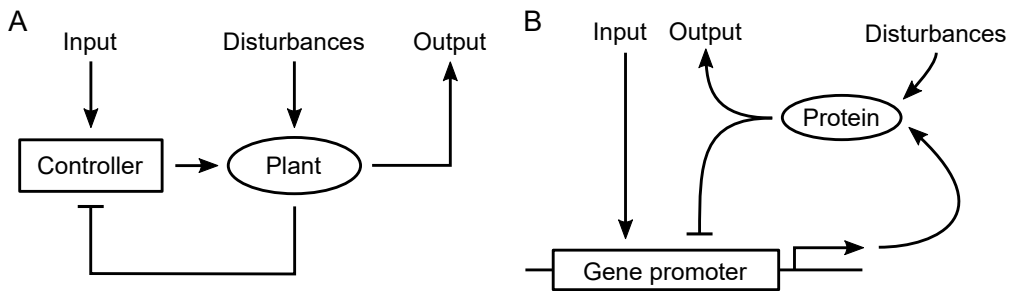 A
Input
Disturbances
Output
Controller
Plant
B
Input
Output
Disturbances
Protein
Gene promoter